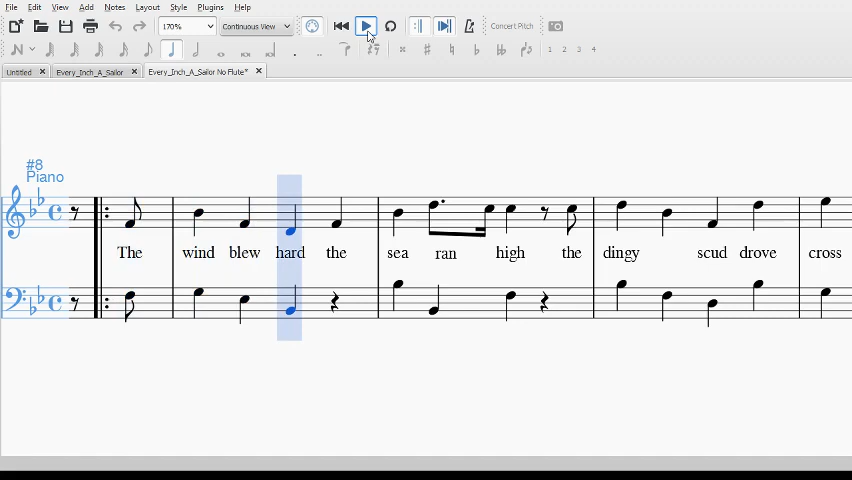 File Edit View Add Notes Layout Style Plugins Help
170% Continuous View Concert Pitch
N 1 2 3 4
Untitled Every_Inch_A_Sailor Every_Inch_A_Sailor No Flute*
#8
Piano
The wind blew hard the sea ran high the dingy scud drove cross